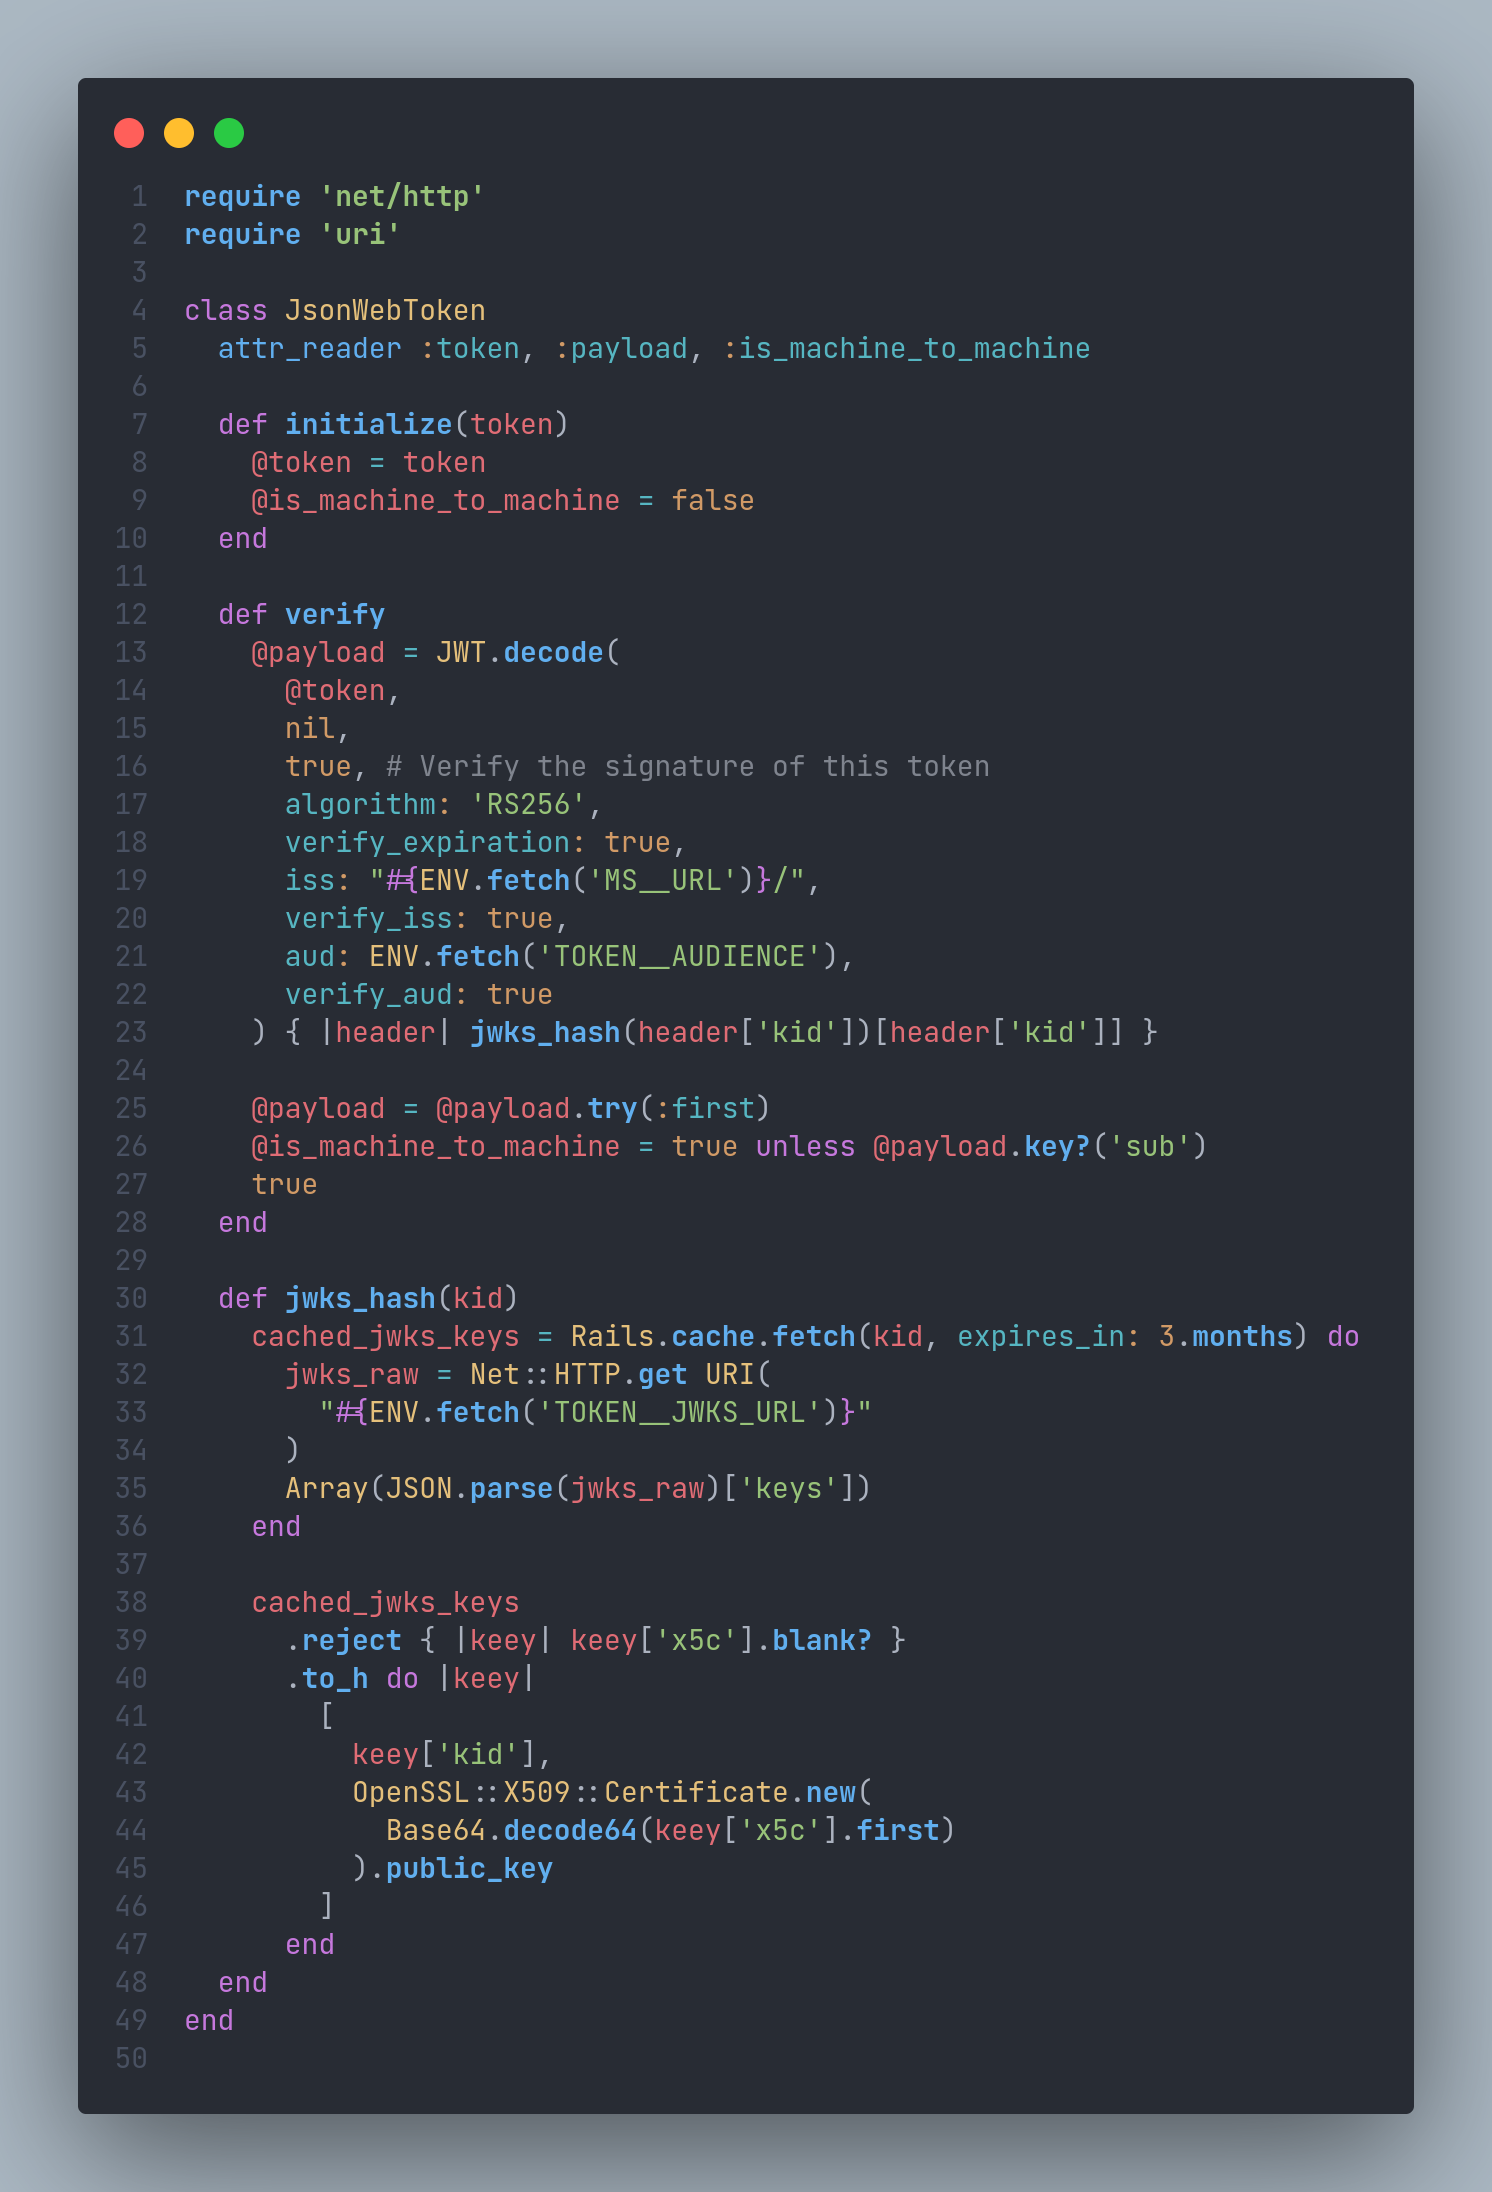 1 require 'net/http'
2 require 'uri'
3
4 class JsonWebToken
5   attr_reader :token, :payload, :is_machine_to_machine
6
7   def initialize(token)
8     @token = token
9     @is_machine_to_machine = false
10   end
11
12   def verify
13     @payload = JWT.decode(
14       @token,
15       nil,
16       true, # Verify the signature of this token
17       algorithm: 'RS256',
18       verify_expiration: true,
19       iss: "#{ENV.fetch('MS__URL')}/",
20       verify_iss: true,
21       aud: ENV.fetch('TOKEN__AUDIENCE'),
22       verify_aud: true
23     ) { |header| jwks_hash(header['kid'])[header['kid']] }
24
25     @payload = @payload.try(:first)
26     @is_machine_to_machine = true unless @payload.key?('sub')
27     true
28   end
29
30   def jwks_hash(kid)
31     cached_jwks_keys = Rails.cache.fetch(kid, expires_in: 3.months) do
32       jwks_raw = Net::HTTP.get URI(
33         "#{ENV.fetch('TOKEN__JWKS_URL')}"
34       )
35       Array(JSON.parse(jwks_raw)['keys'])
36     end
37
38     cached_jwks_keys
39       .reject { |keey| keey['x5c'].blank? }
40       .to_h do |keey|
41         [
42           keey['kid'],
43           OpenSSL::X509::Certificate.new(
44             Base64.decode64(keey['x5c'].first)
45           ).public_key
46         ]
47       end
48   end
49 end
50